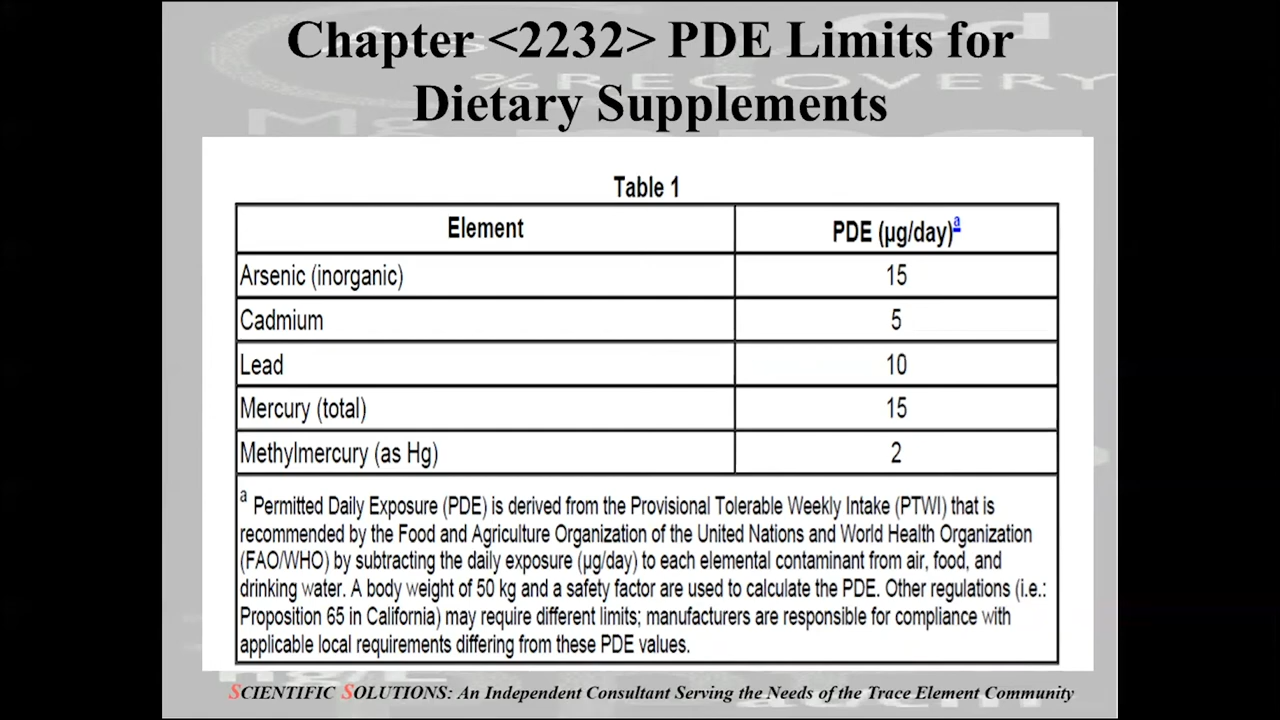 Chapter <2232> PDE Limits for
Dietary Supplements
%RECOVERY
Mg
Cd
Table 1
Element PDE (µg/day)a
Arsenic (inorganic) 15
Cadmium 5
Lead 10
Mercury (total) 15
Methylmercury (as Hg) 2
a Permitted Daily Exposure (PDE) is derived from the Provisional Tolerable Weekly Intake (PTWI) that is
recommended by the Food and Agriculture Organization of the United Nations and World Health Organization
(FAO/WHO) by subtracting the daily exposure (µg/day) to each elemental contaminant from air, food, and
drinking water. A body weight of 50 kg and a safety factor are used to calculate the PDE. Other regulations (i.e.:
Proposition 65 in California) may require different limits; manufacturers are responsible for compliance with
applicable local requirements differing from these PDE values.
SCIENTIFIC SOLUTIONS: An Independent Consultant Serving the Needs of the Trace Element Community